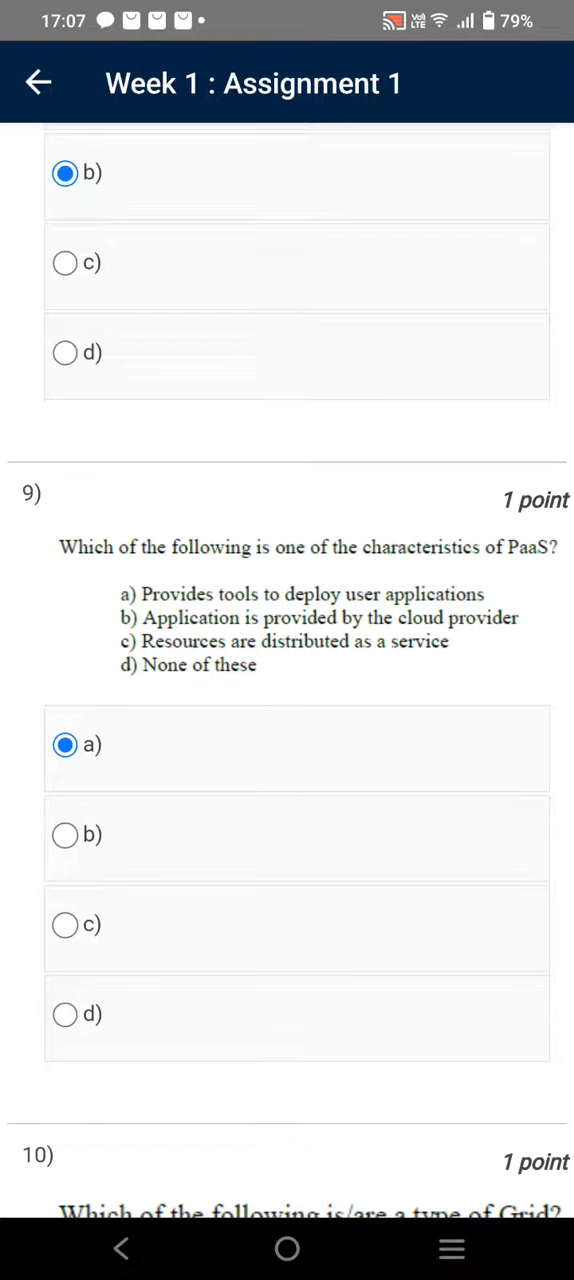 17:07
Vo) LTE
79%
Week 1 : Assignment 1
b)
c)
d)
9)
1 point
Which of the following is one of the characteristics of PaaS?
a) Provides tools to deploy user applications
b) Application is provided by the cloud provider
c) Resources are distributed as a service
d) None of these
a)
b)
c)
d)
10)
1 point
Which of the following is/are a type of Grid?